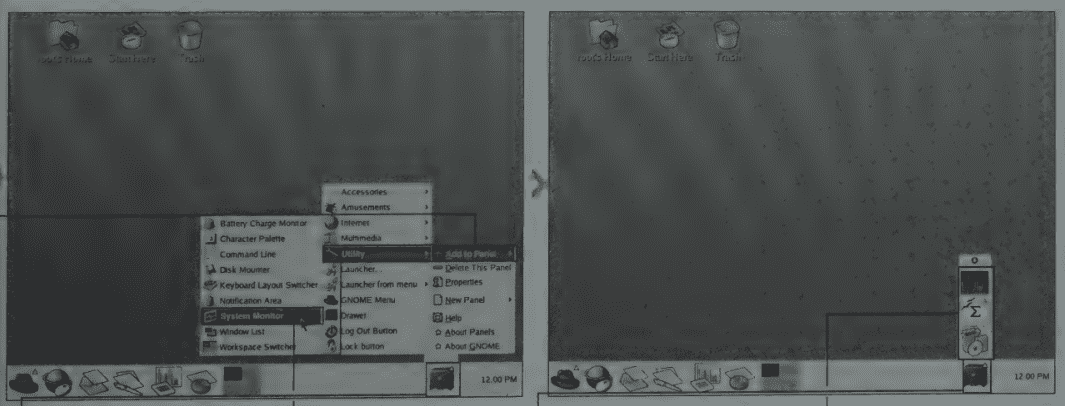 root's Home Start Here Trash
Accessories
Amusements
Internet
Multimedia
Utility
Launcher...
Launcher from menu
GNOME Menu
Drawer
Log Out Button
Lock button
Battery Charge Monitor
Character Palette
Command Line
Disk Mounter
Keyboard Layout Switcher
Notification Area
System Monitor
Window List
Workspace Switcher
Add to Panel
Delete This Panel
Properties
New Panel
Help
About Panels
About GNOME
12:00 PM
root's Home Start Here Trash
12:00 PM